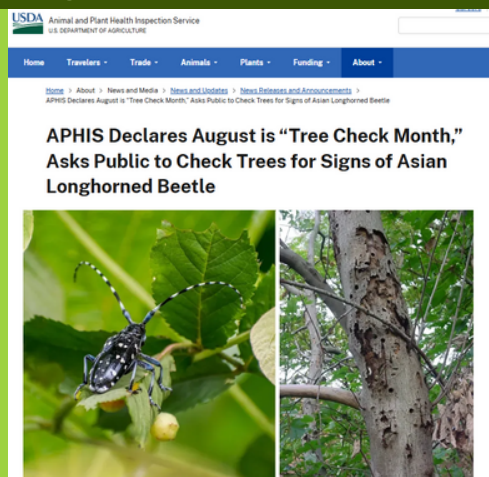 USDA
Animal and Plant Health Inspection Service
U.S. DEPARTMENT OF AGRICULTURE
Home Travelers Trade Animals Plants Funding About
Home > About > News and Media > News and Updates > News Releases and Announcements >
APHIS Declares August is “Tree Check Month,” Asks Public to Check Trees for Signs of Asian Longhorned Beetle
APHIS Declares August is “Tree Check Month,”
Asks Public to Check Trees for Signs of Asian
Longhorned Beetle